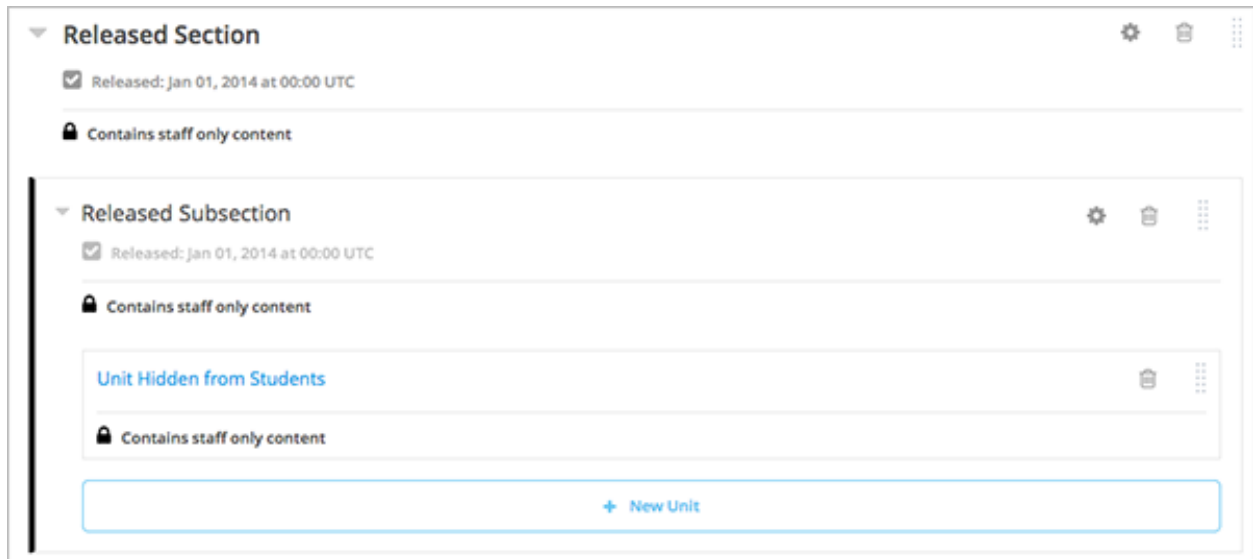 Released Section
Released: Jan 01, 2014 at 00:00 UTC
Contains staff only content
Released Subsection
Released: Jan 01, 2014 at 00:00 UTC
Contains staff only content
Unit Hidden from Students
Contains staff only content
+ New Unit